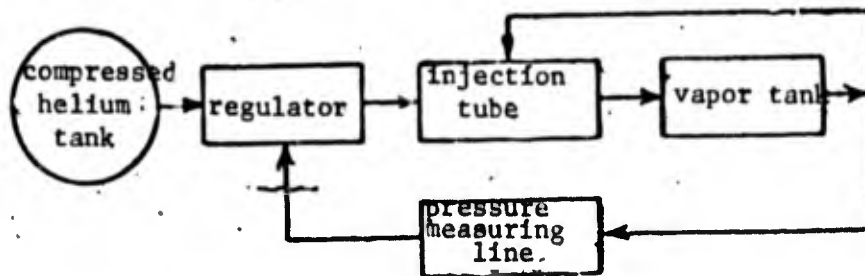 compressed
helium
tank
regulator
injection
tube
vapor tank
pressure
measuring
line.